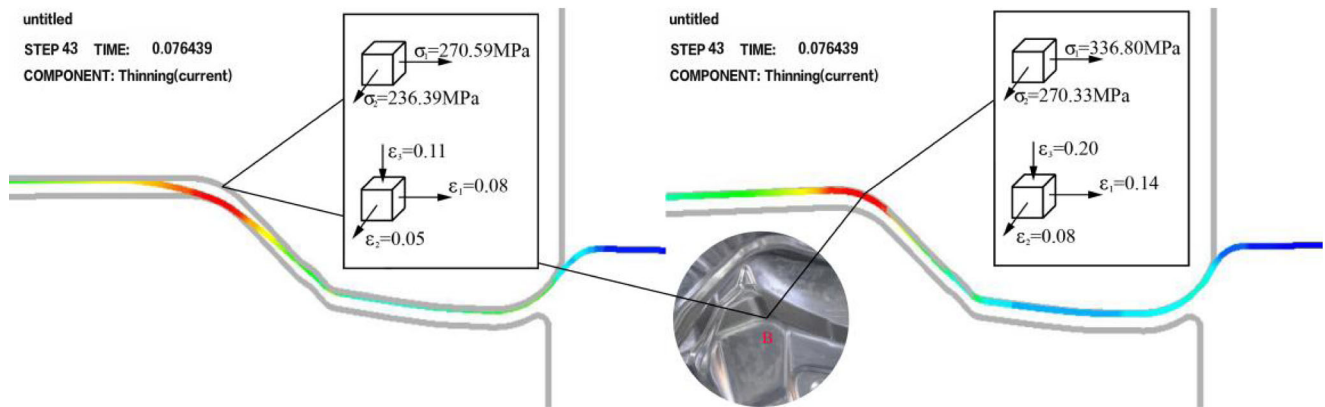 untitled
STEP 43 TIME: 0.076439
COMPONENT: Thinning(current)
σ₁=270.59MPa
σ₂=236.39MPa
ε₃=0.11
ε₁=0.08
ε₂=0.05
untitled
STEP 43 TIME: 0.076439
COMPONENT: Thinning(current)
σ₁=336.80MPa
σ₂=270.33MPa
ε₃=0.20
ε₁=0.14
ε₂=0.08
B